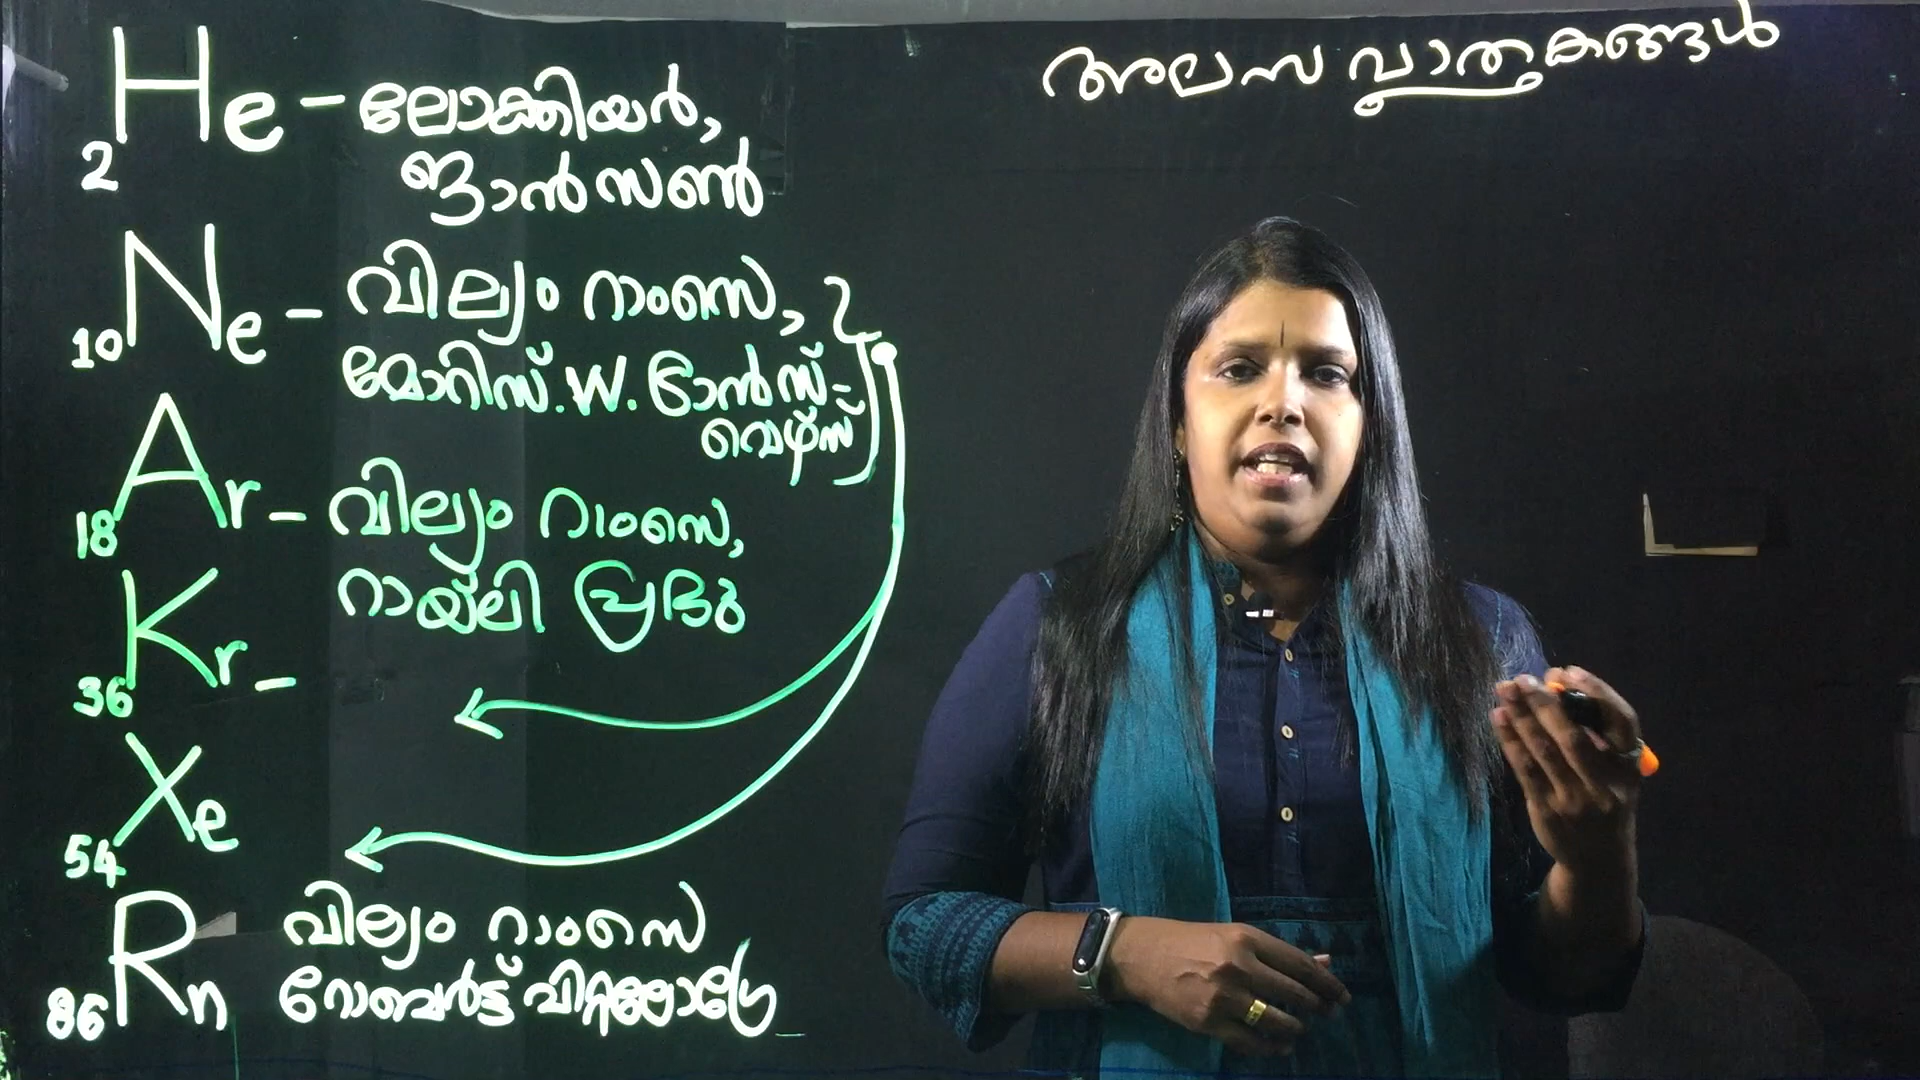 അലസ വാതകങ്ങൾ
2He - ലോക്കിയർ,
ജാൻസൺ
10Ne - വില്യം റാംസെ,
മോറിസ്.W. ട്രാൻസ്-
വെഴ്സ്
18Ar - വില്യം റാംസെ,
റായ്ലി പ്രഭു
36Kr -
54Xe
86Rn വില്യം റാംസെ
റോബർട്ട്